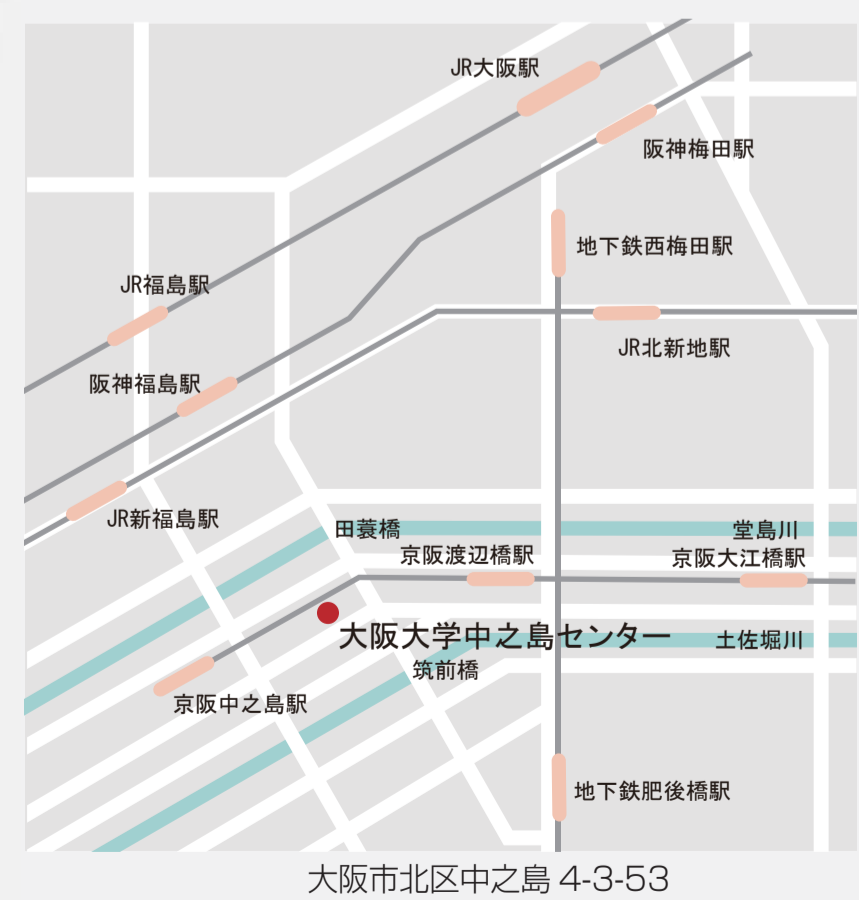 JR大阪駅
阪神梅田駅
地下鉄西梅田駅
JR福島駅
JR北新地駅
阪神福島駅
JR新福島駅
田蓑橋
堂島川
京阪渡辺橋駅
京阪大江橋駅
大阪大学中之島センター
土佐堀川
筑前橋
京阪中之島駅
地下鉄肥後橋駅
大阪市北区中之島 4-3-53